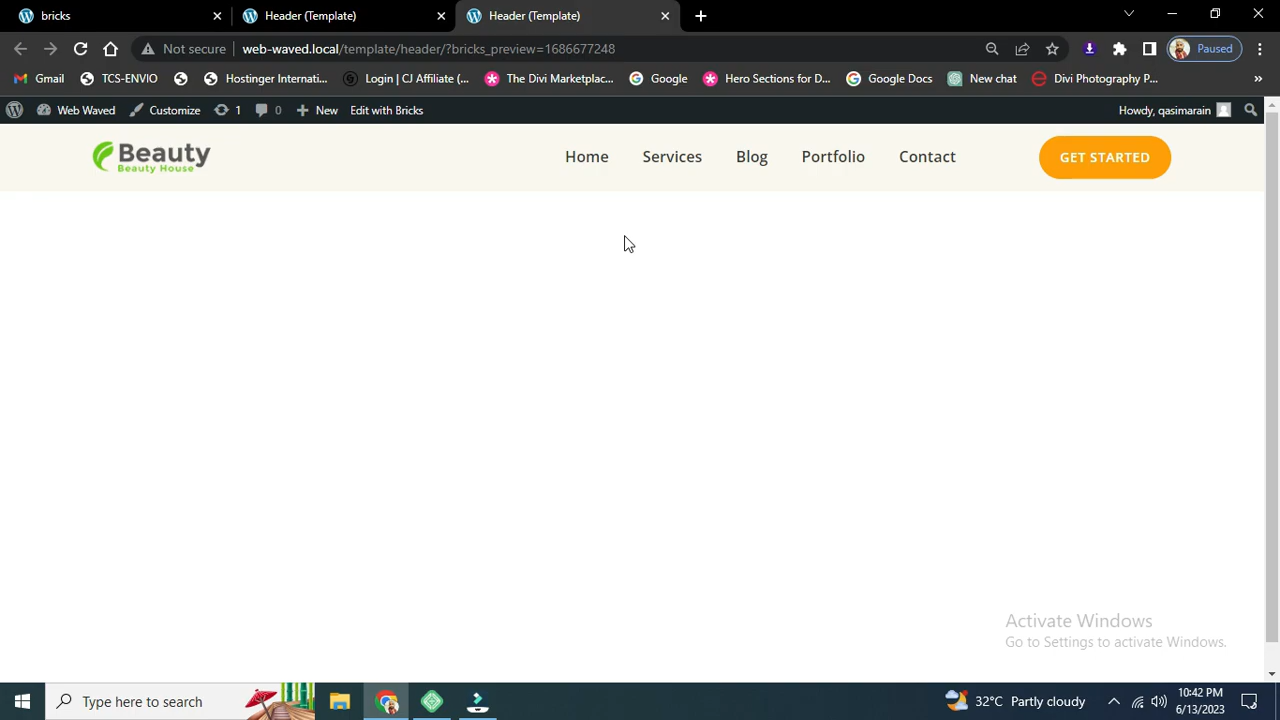 bricks
Header (Template)
Header (Template)
Not secure
web-waved.local/template/header/?bricks_preview=1686677248
Paused
Gmail
TCS-ENVIO
Hostinger Internati...
Login | CJ Affiliate (...
The Divi Marketplac...
Google
Hero Sections for D...
Google Docs
New chat
Divi Photography P...
Web Waved
Customize
1
0
New
Edit with Bricks
Howdy, qasimarain
Beauty
Beauty House
Home
Services
Blog
Portfolio
Contact
GET STARTED
Activate Windows
Go to Settings to activate Windows.
Type here to search
32°C Partly cloudy
10:42 PM
6/13/2023